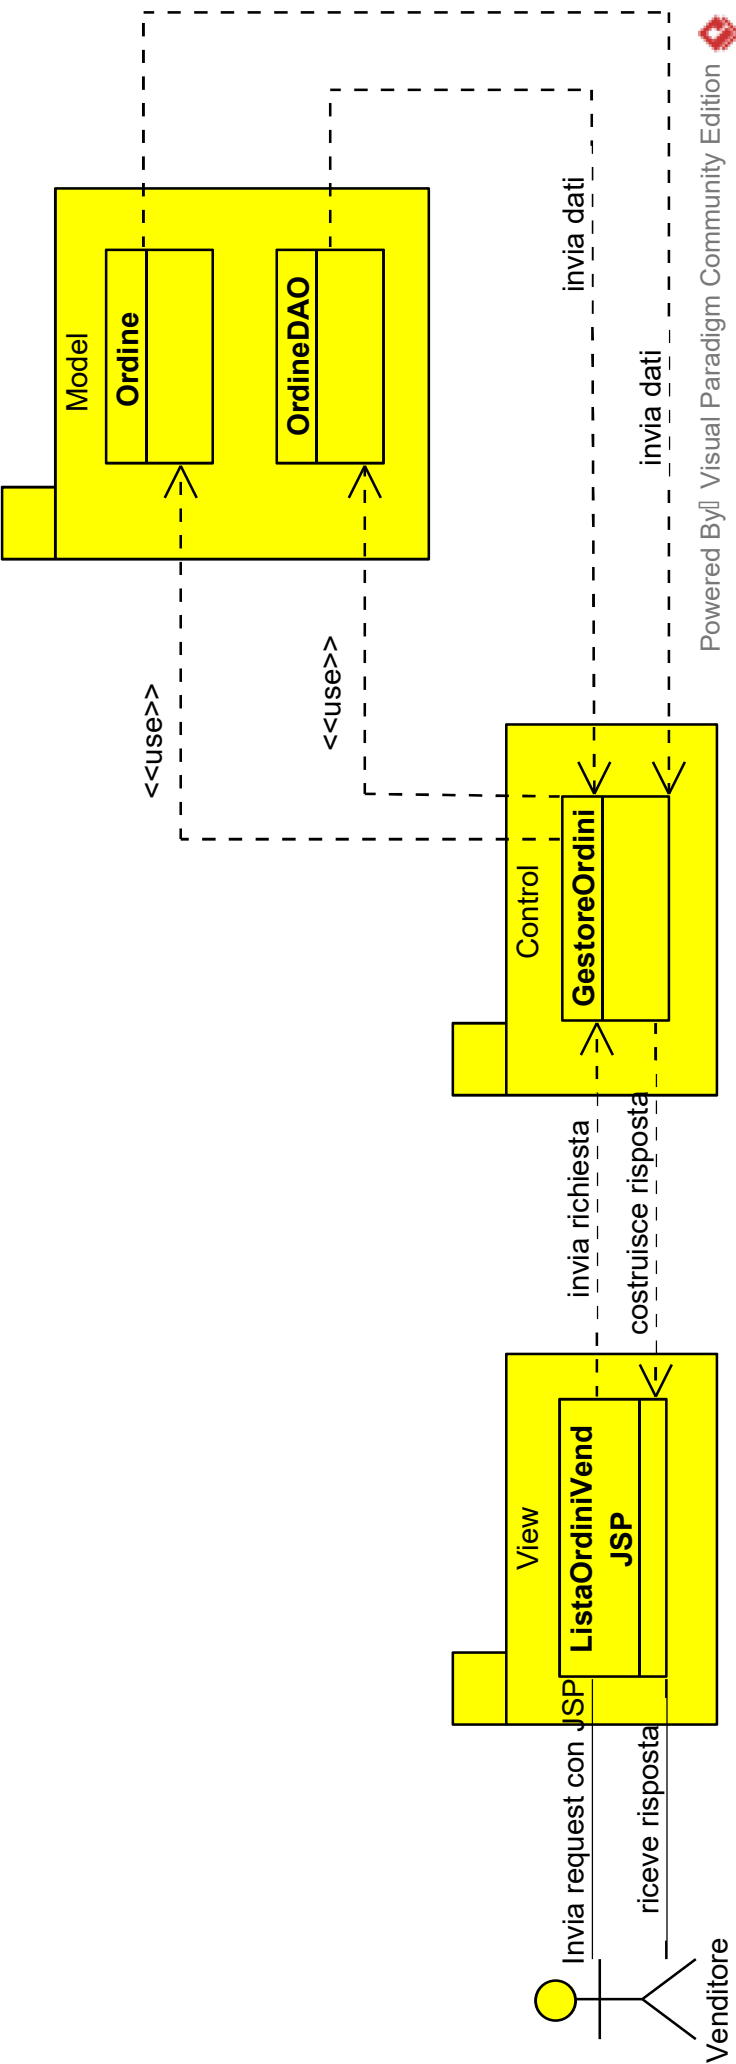 Model
Ordine
OrdineDAO
<<use>>
<<use>>
invia dati
invia dati
Control
GestoreOrdini
invia richiesta
costruisce risposta
View
ListaOrdiniVend
JSP
Invia request con JSP
riceve risposta
Venditore
Powered By Visual Paradigm Community Edition